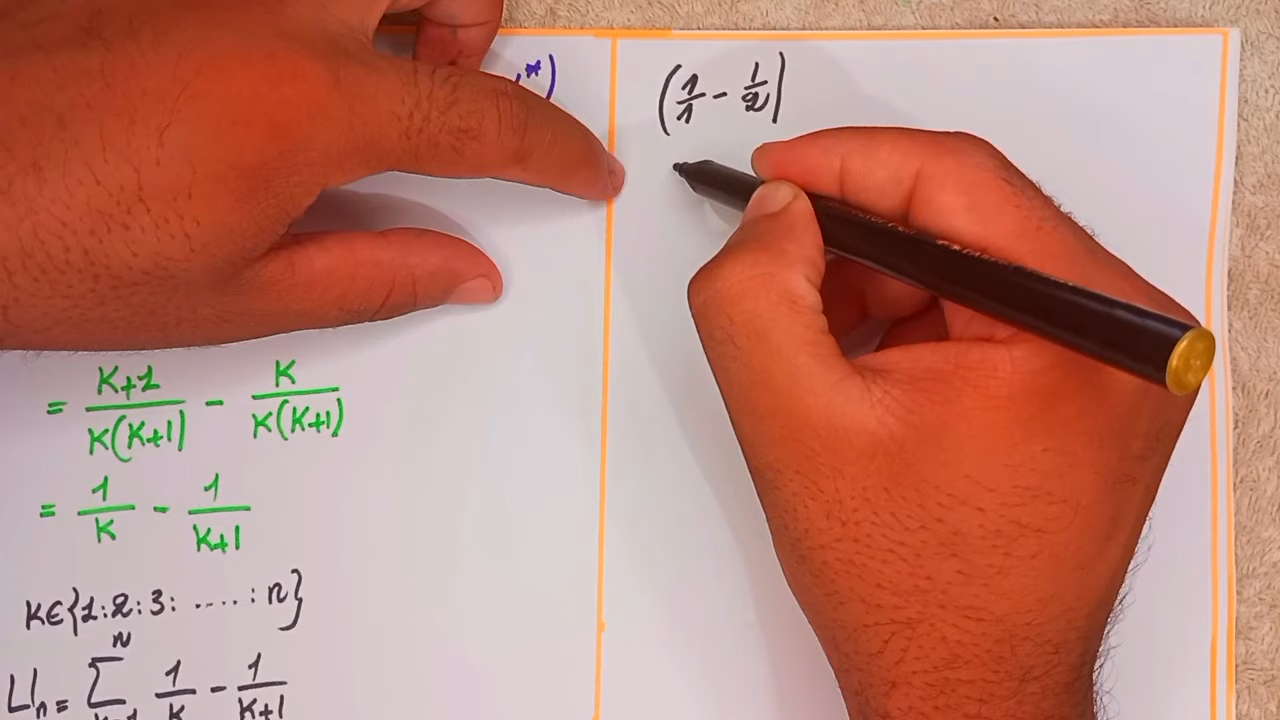 *)
= K+1/K(K+1) - K/K(K+1)
= 1/K - 1/K+1
K∈{1:2:3:.....:n}
U_n = ∑ n 1/K - 1/K+1
(1/1 - 1/2)